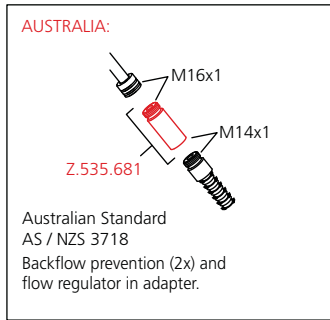 AUSTRALIA:
M16x1
M14x1
Z.535.681
Australian Standard
AS / NZS 3718
Backflow prevention (2x) and
flow regulator in adapter.